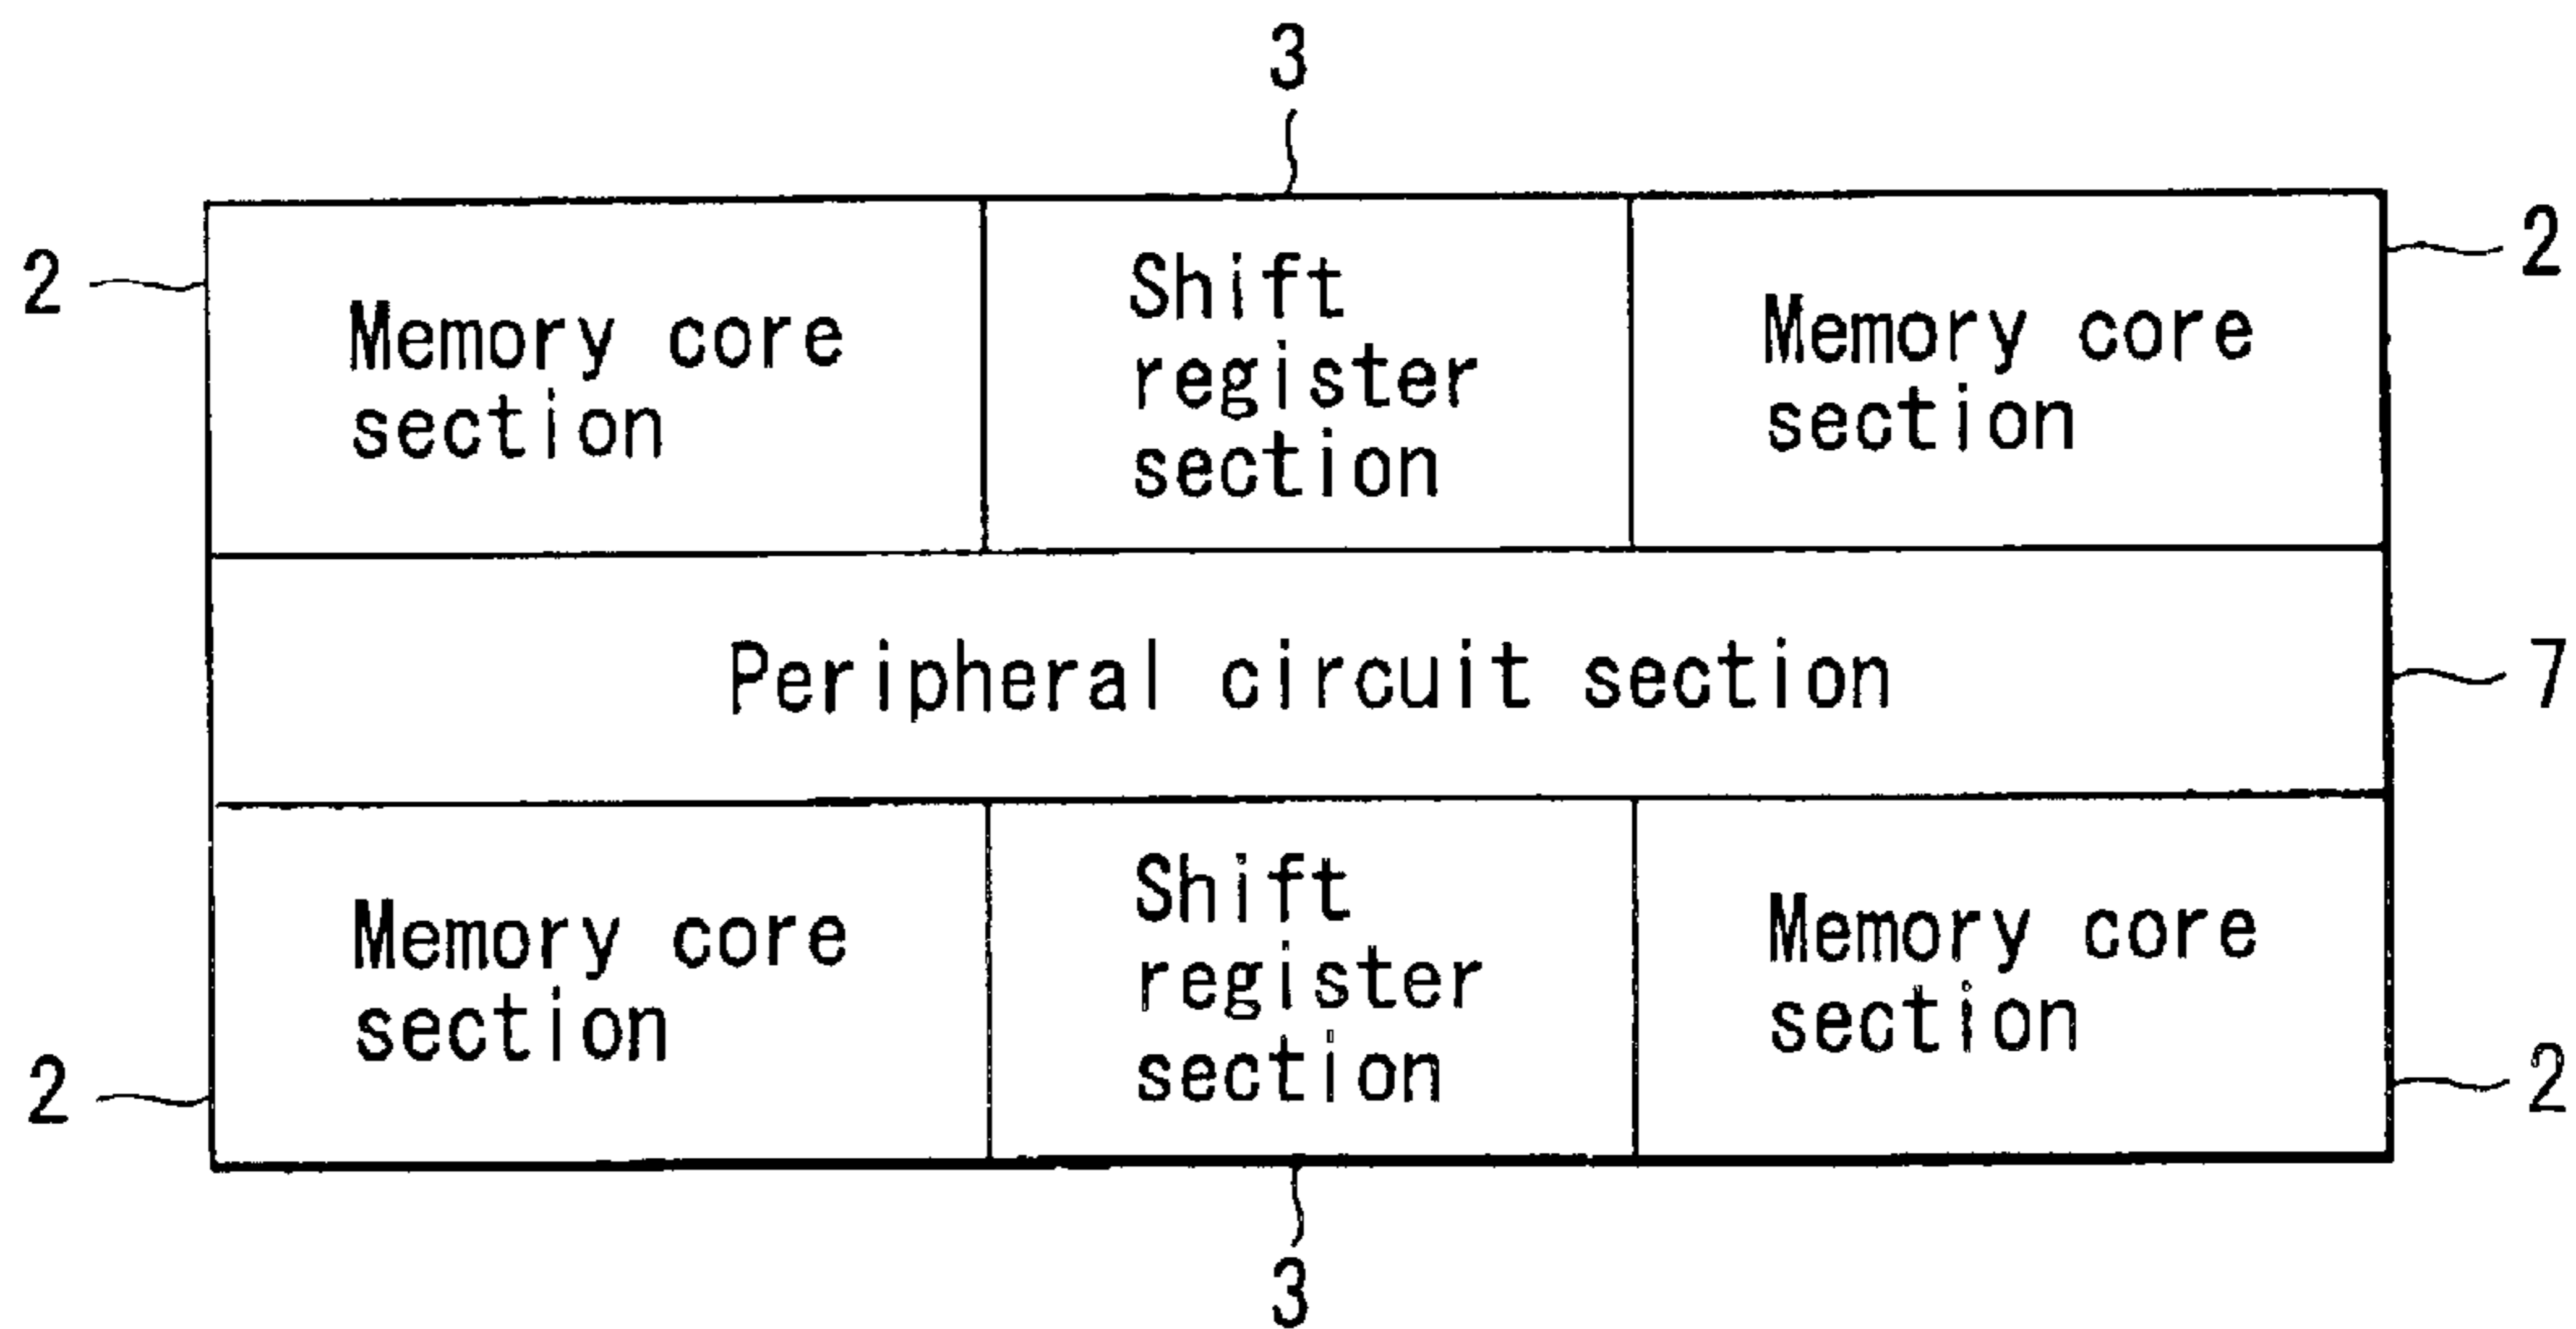 3
2
2
Memory core
section
Shift
register
section
Memory core
section
Peripheral circuit section
7
Memory core
section
Shift
register
section
Memory core
section
2
2
3